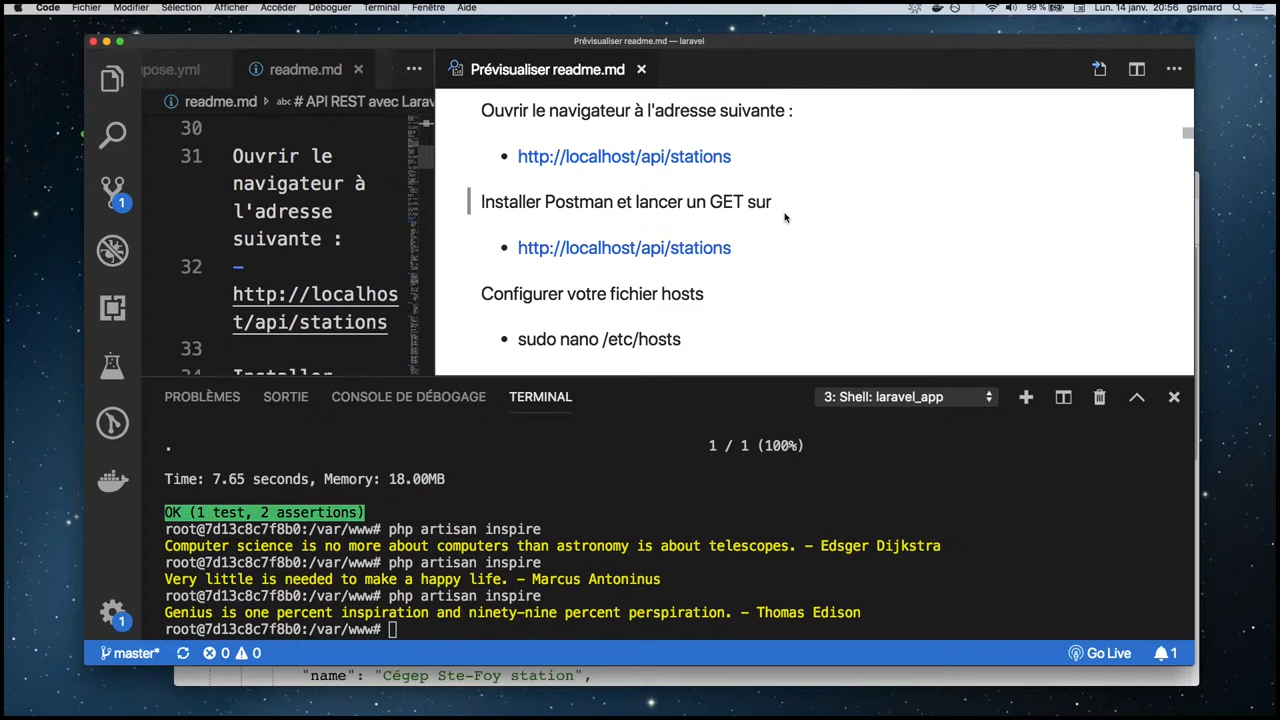 Code Fichier Modifier Sélection Afficher Accéder Déboguer Terminal Fenêtre Aide 99 % Lun. 14 janv. 20:56 gsimard
Prévisualiser readme.md — laravel
pose.yml readme.md Prévisualiser readme.md
readme.md abc # API REST avec Larav
30
31 Ouvrir le
navigateur à
l'adresse
suivante :
32 -
http://localhos
t/api/stations
33
Ouvrir le navigateur à l'adresse suivante :
• http://localhost/api/stations
Installer Postman et lancer un GET sur
• http://localhost/api/stations
Configurer votre fichier hosts
• sudo nano /etc/hosts
1
1
PROBLÈMES SORTIE CONSOLE DE DÉBOGAGE TERMINAL 3: Shell: laravel_app
. 1 / 1 (100%)
Time: 7.65 seconds, Memory: 18.00MB
OK (1 test, 2 assertions)
root@7d13c8c7f8b0:/var/www# php artisan inspire
Computer science is no more about computers than astronomy is about telescopes. - Edsger Dijkstra
root@7d13c8c7f8b0:/var/www# php artisan inspire
Very little is needed to make a happy life. - Marcus Antoninus
root@7d13c8c7f8b0:/var/www# php artisan inspire
Genius is one percent inspiration and ninety-nine percent perspiration. - Thomas Edison
root@7d13c8c7f8b0:/var/www#
master* 0 0 Go Live 1
"name": "Cégep Ste-Foy station",